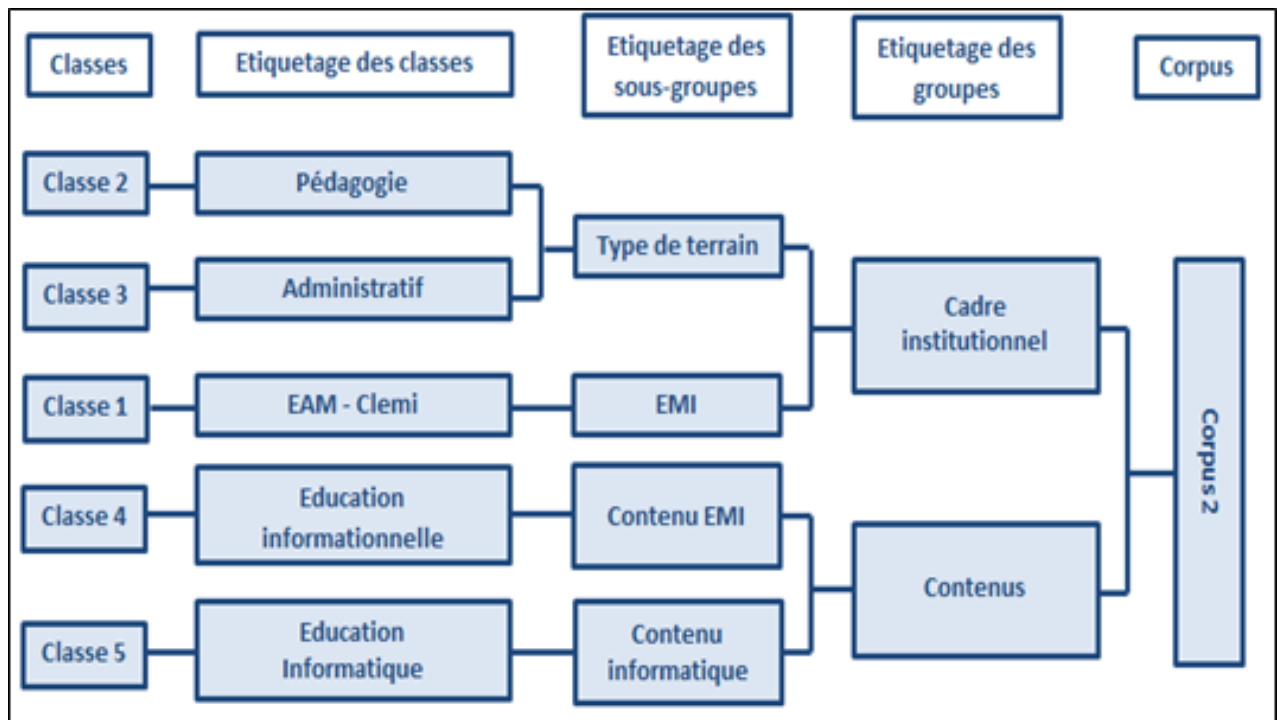 Classes
Etiquetage des classes
Etiquetage des
sous-groupes
Etiquetage des
groupes
Corpus
Classe 2
Pédagogie
Type de terrain
Classe 3
Administratif
Cadre
institutionnel
Classe 1
EAM - Clemi
EMI
Corpus 2
Classe 4
Education
informationnelle
Contenu EMI
Contenus
Classe 5
Education
Informatique
Contenu
informatique